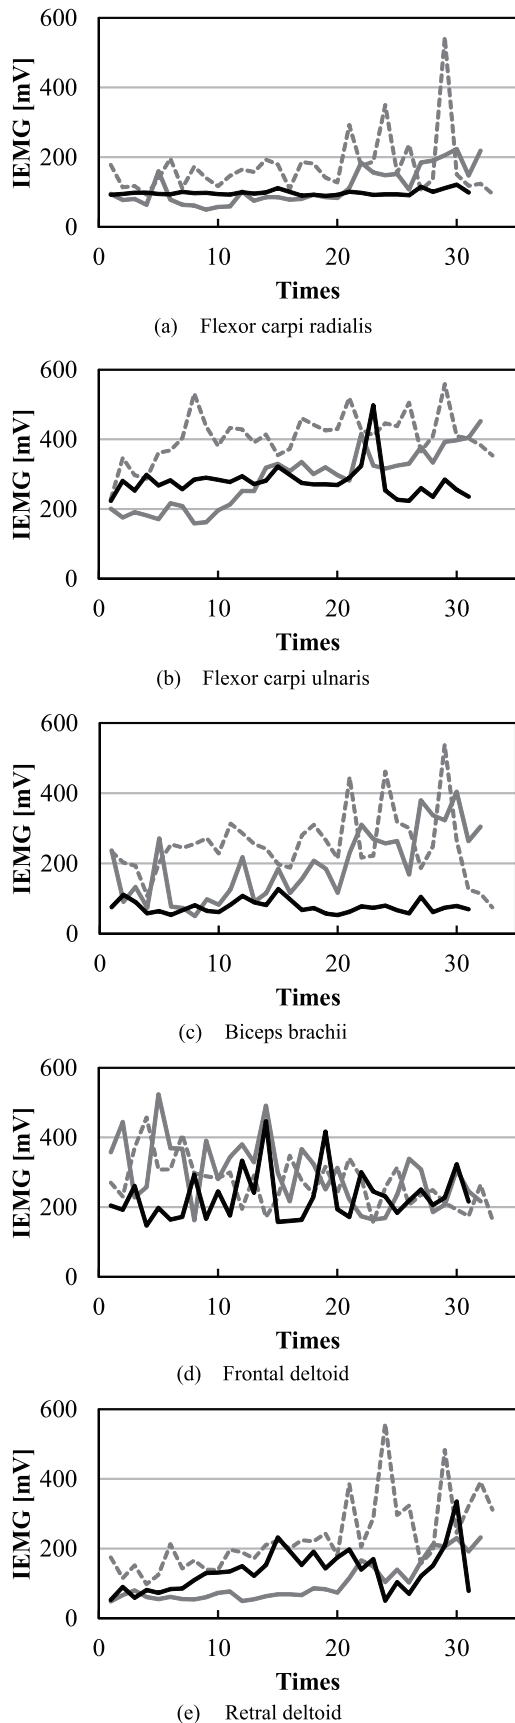 600
400
200
0
IEMG [mV]
0 10 20 30
Times
(a) Flexor carpi radialis
600
400
200
0
IEMG [mV]
0 10 20 30
Times
(b) Flexor carpi ulnaris
600
400
200
0
IEMG [mV]
0 10 20 30
Times
(c) Biceps brachii
600
400
200
0
IEMG [mV]
0 10 20 30
Times
(d) Frontal deltoid
600
400
200
0
IEMG [mV]
0 10 20 30
Times
(e) Retral deltoid